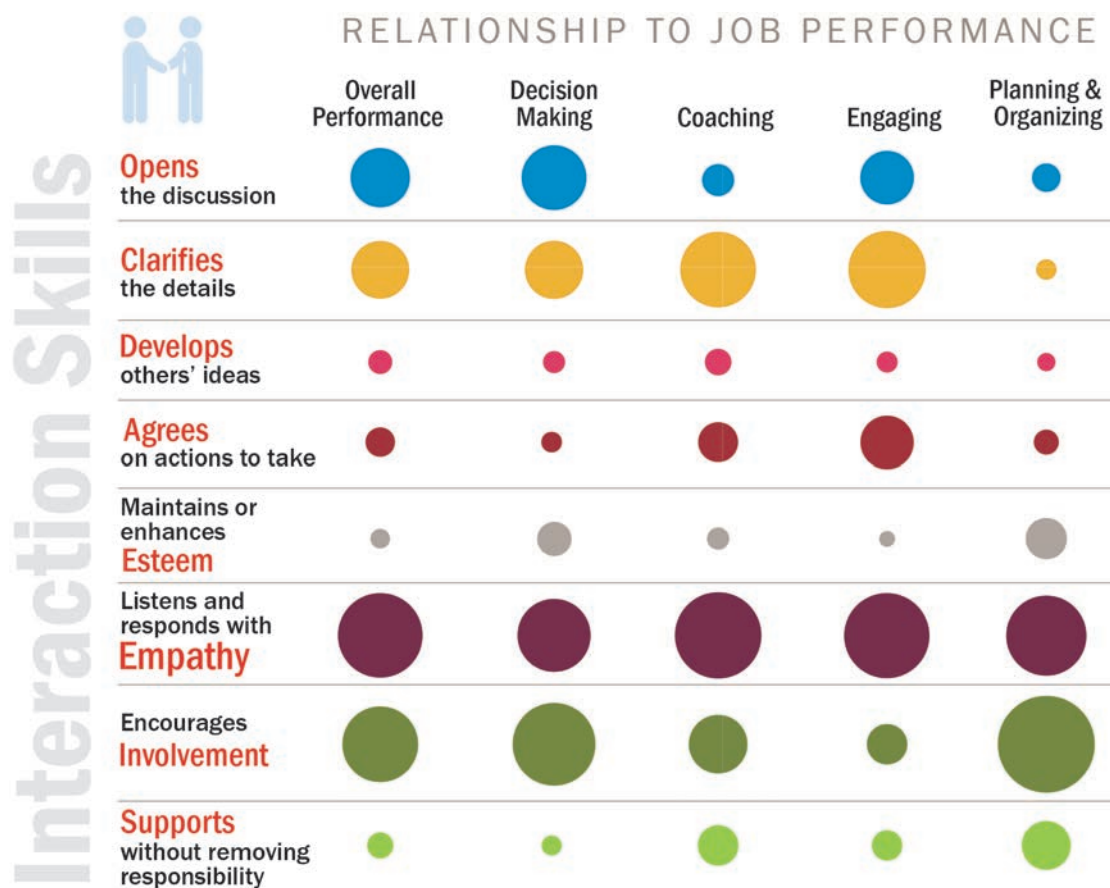 RELATIONSHIP TO JOB PERFORMANCE
Overall
Performance
Decision
Making
Coaching
Engaging
Planning &
Organizing
Interaction Skills
Opens
the discussion
Clarifies
the details
Develops
others’ ideas
Agrees
on actions to take
Maintains or
enhances
Esteem
Listens and
responds with
Empathy
Encourages
Involvement
Supports
without removing
responsibility